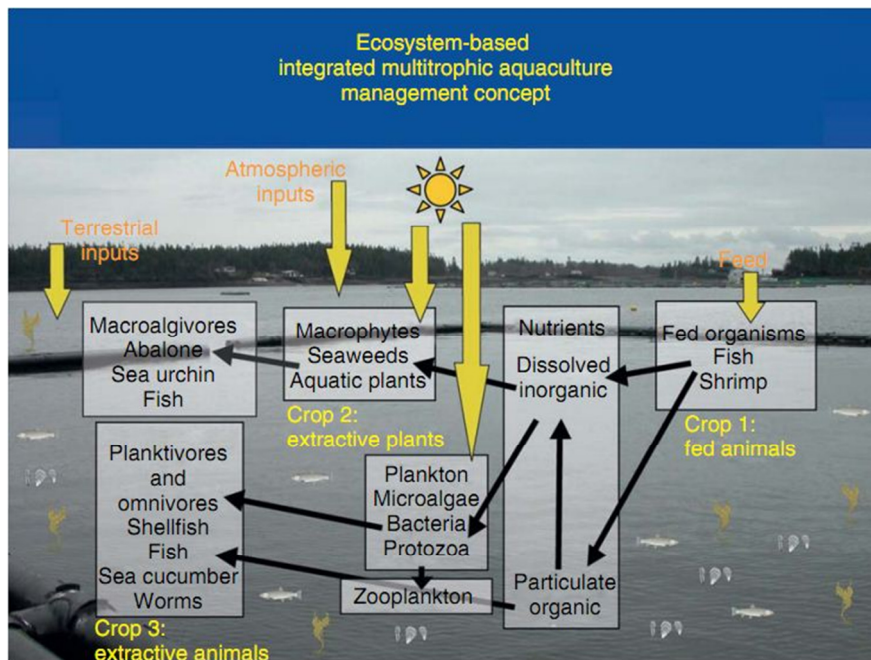 Ecosystem-based
integrated multitrophic aquaculture
management concept
Atmospheric
inputs
Terrestrial
inputs
Feed
Macroalgivores
Abalone
Sea urchin
Fish
Macrophytes
Seaweeds
Aquatic plants
Nutrients
Dissolved
inorganic
Fed organisms
Fish
Shrimp
Crop 2:
extractive plants
Crop 1:
fed animals
Planktivores
and
omnivores
Shellfish
Fish
Sea cucumber
Worms
Plankton
Microalgae
Bacteria
Protozoa
Zooplankton
Particulate
organic
Crop 3:
extractive animals